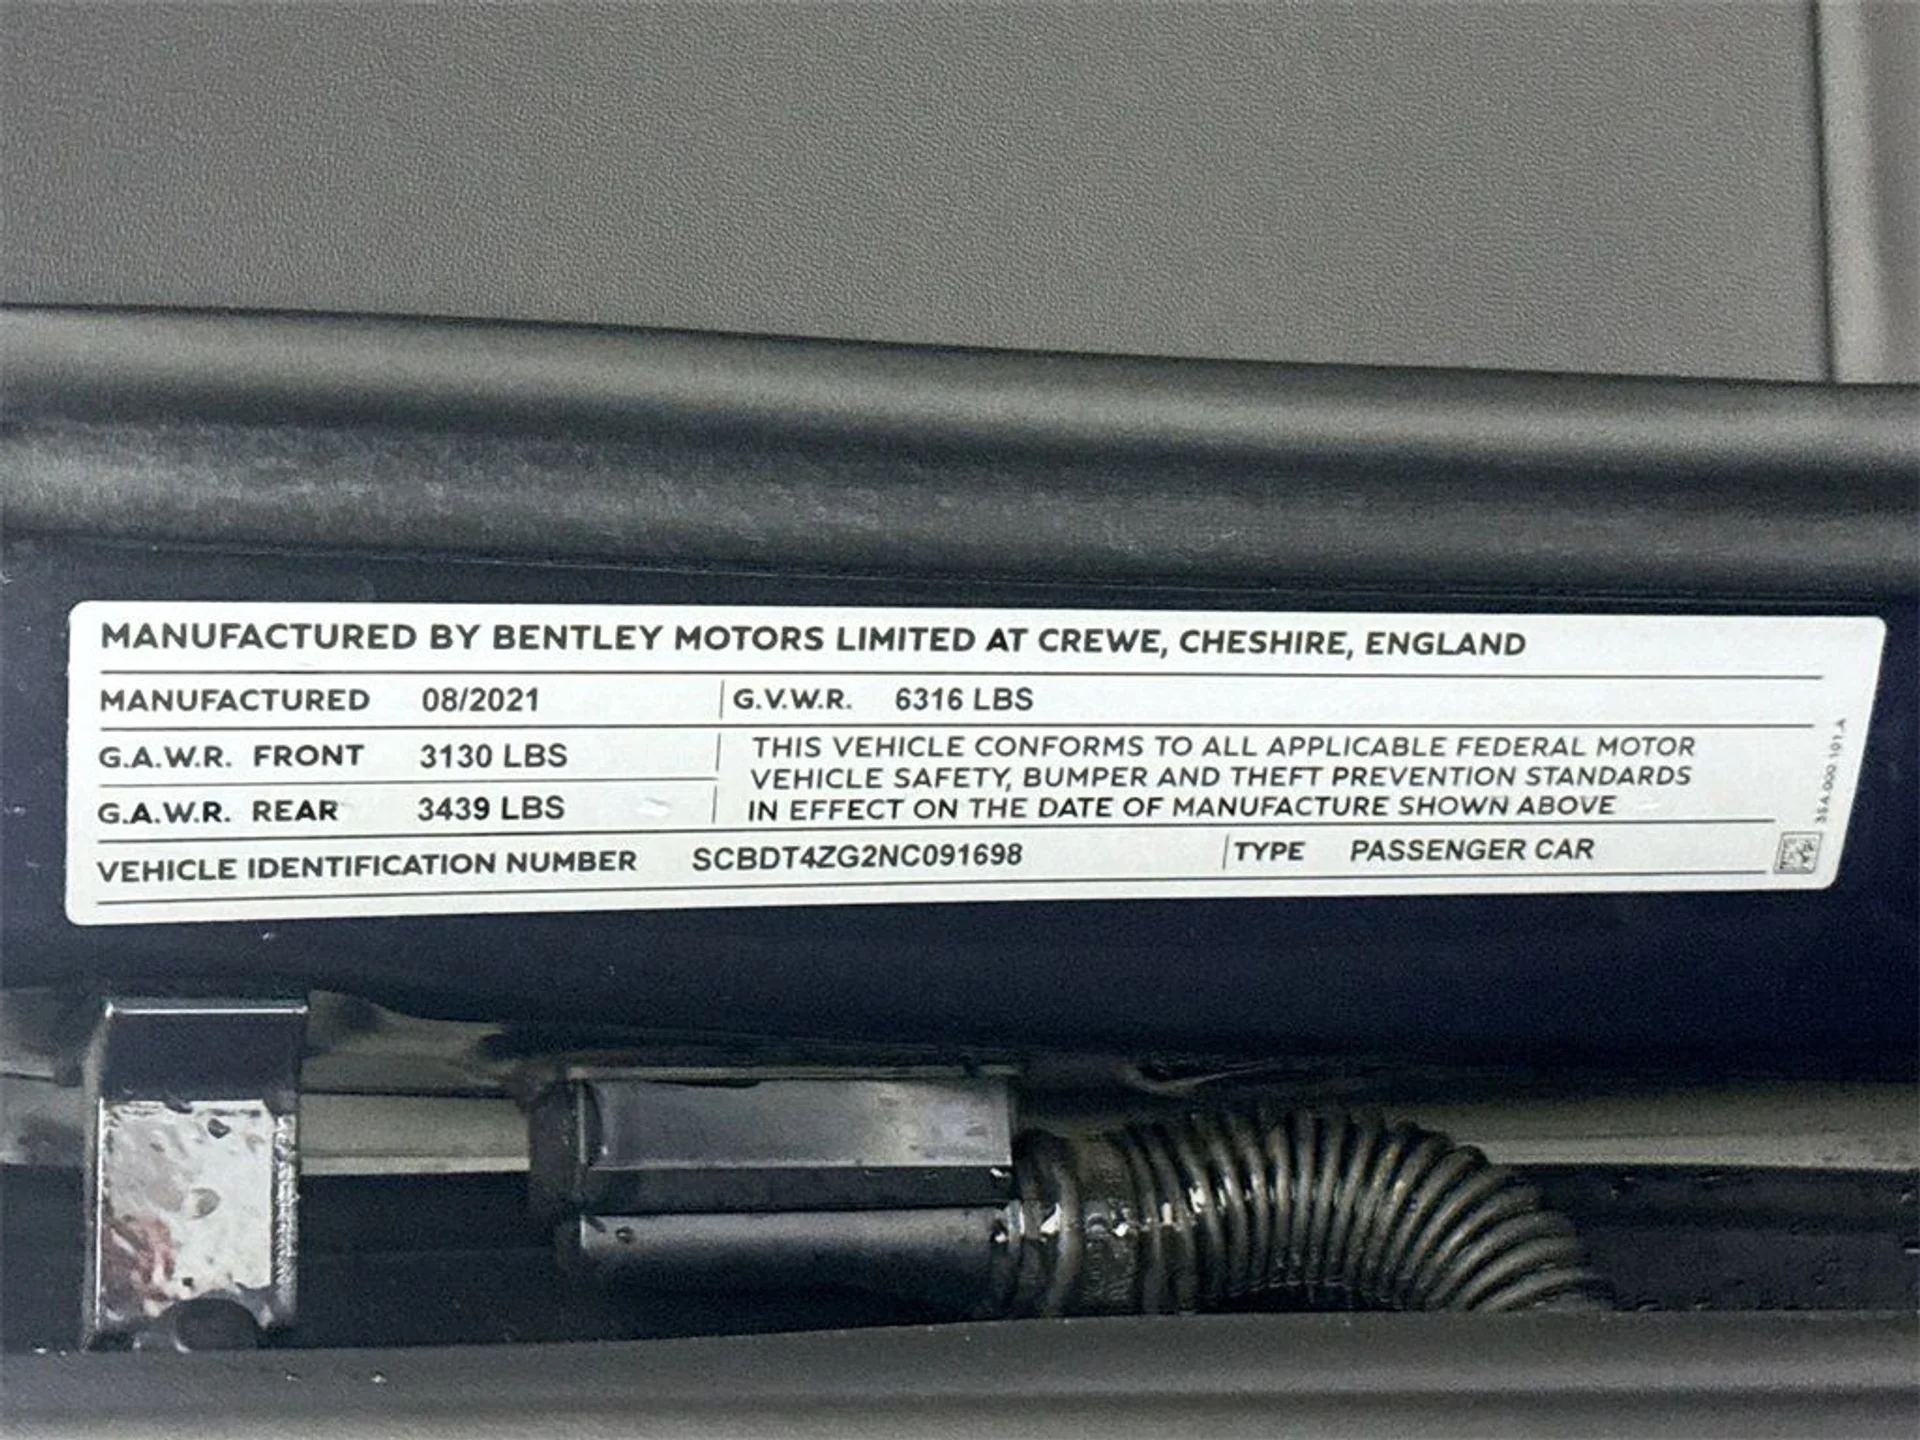 MANUFACTURED BY BENTLEY MOTORS LIMITED AT CREWE, CHESHIRE, ENGLAND
MANUFACTURED 08/2021 G.V.W.R. 6316 LBS
G.A.W.R. FRONT 3130 LBS
G.A.W.R. REAR 3439 LBS
THIS VEHICLE CONFORMS TO ALL APPLICABLE FEDERAL MOTOR
VEHICLE SAFETY, BUMPER AND THEFT PREVENTION STANDARDS
IN EFFECT ON THE DATE OF MANUFACTURE SHOWN ABOVE
VEHICLE IDENTIFICATION NUMBER SCBDT4ZG2NC091698 TYPE PASSENGER CAR